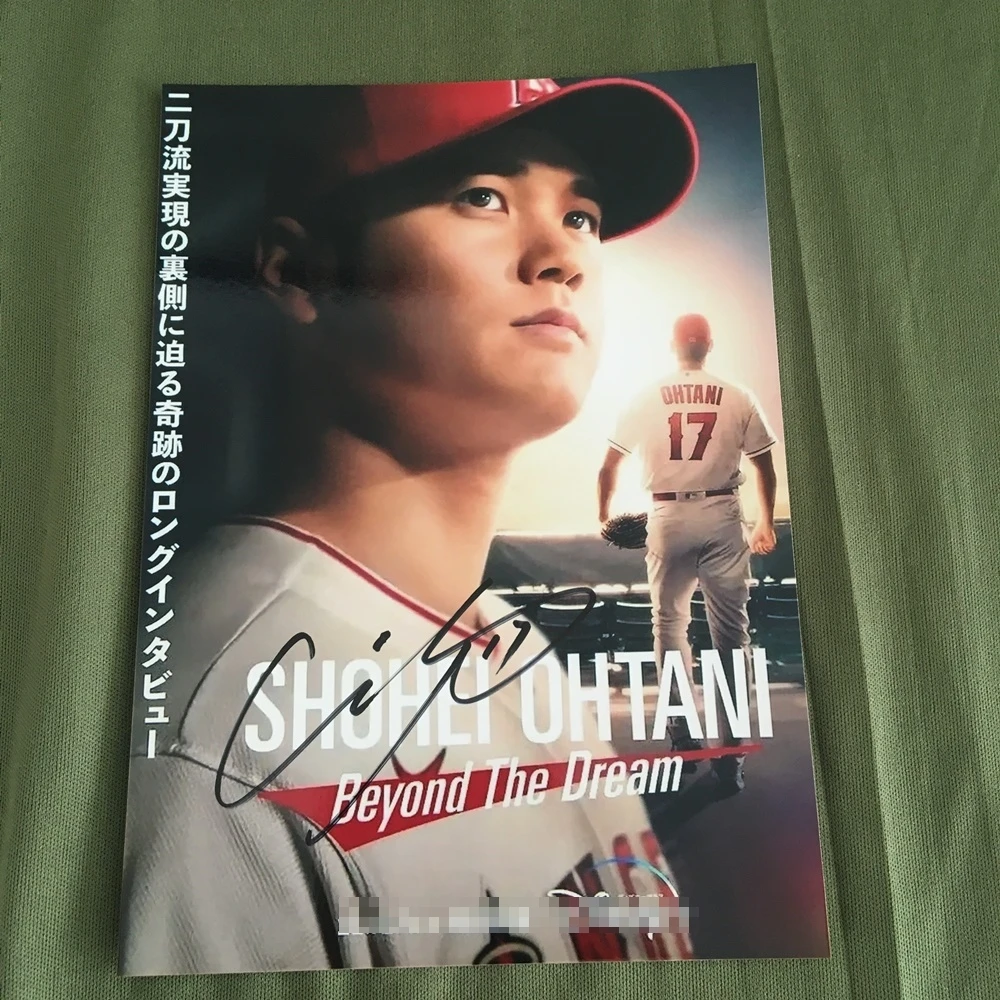 二刀流実現の裏側に迫る奇跡のロングインタビュー
OHTANI
17
17
SHOHEI OHTANI
Beyond The Dream